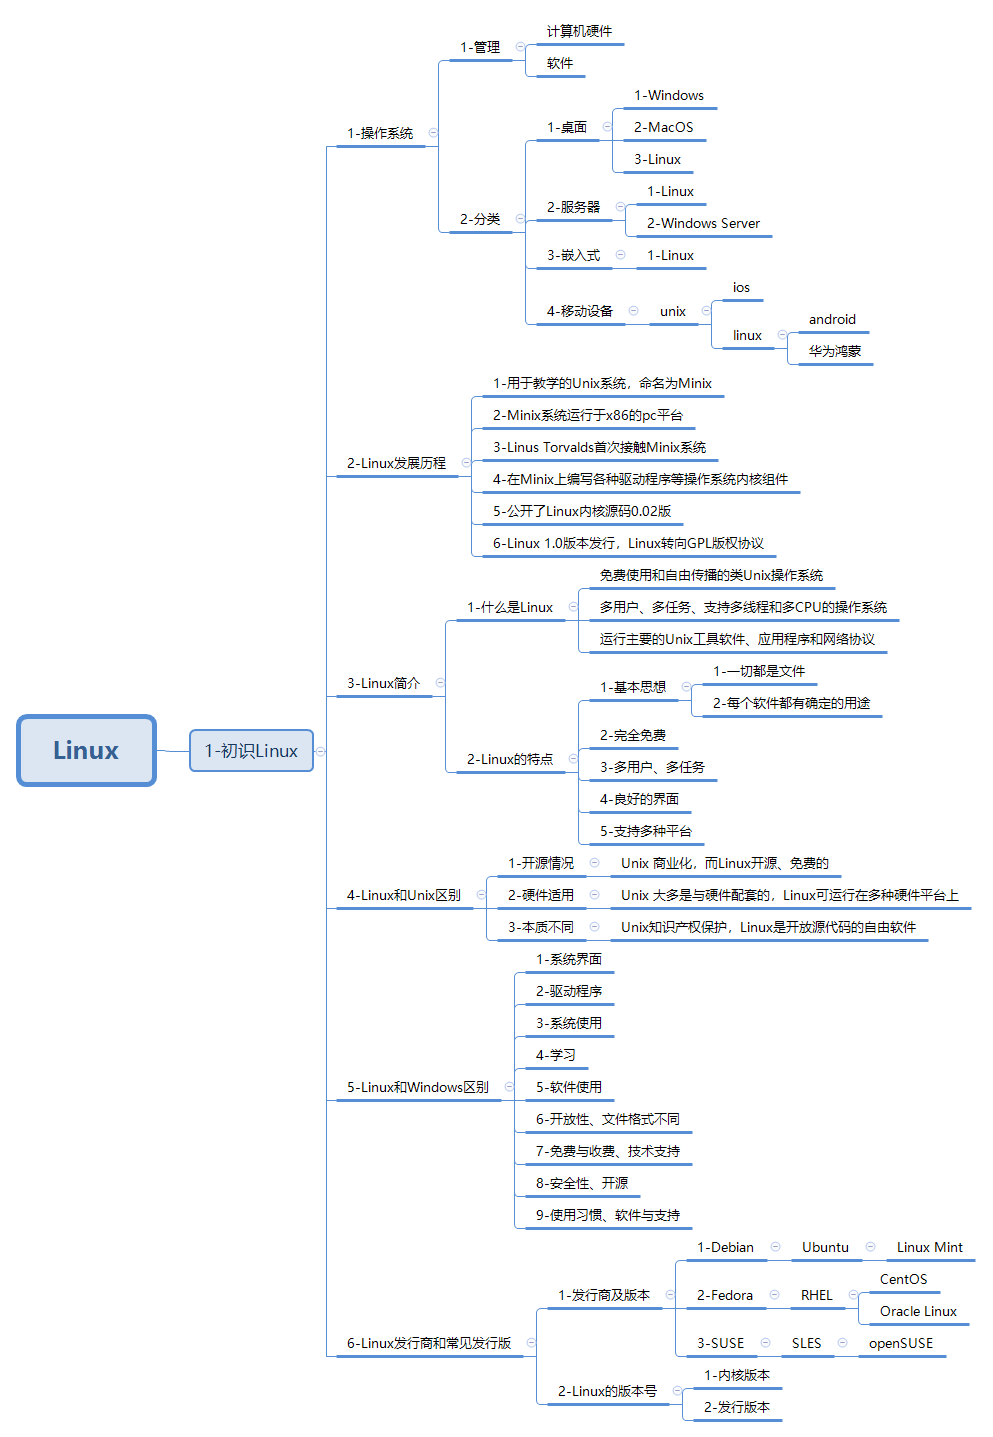 Linux
1-初识Linux
1-操作系统
1-管理
计算机硬件
软件
2-分类
1-桌面
1-Windows
2-MacOS
3-Linux
2-服务器
1-Linux
2-Windows Server
3-嵌入式
1-Linux
4-移动设备
unix
ios
linux
android
华为鸿蒙
2-Linux发展历程
1-用于教学的Unix系统，命名为Minix
2-Minix系统运行于x86的pc平台
3-Linus Torvalds首次接触Minix系统
4-在Minix上编写各种驱动程序等操作系统内核组件
5-公开了Linux内核源码0.02版
6-Linux 1.0版本发行，Linux转向GPL版权协议
3-Linux简介
1-什么是Linux
免费使用和自由传播的类Unix操作系统
多用户、多任务、支持多线程和多CPU的操作系统
运行主要的Unix工具软件、应用程序和网络协议
2-Linux的特点
1-基本思想
1-一切都是文件
2-每个软件都有确定的用途
2-完全免费
3-多用户、多任务
4-良好的界面
5-支持多种平台
4-Linux和Unix区别
1-开源情况
Unix 商业化，而Linux开源、免费的
2-硬件适用
Unix 大多是与硬件配套的，Linux可运行在多种硬件平台上
3-本质不同
Unix知识产权保护，Linux是开放源代码的自由软件
5-Linux和Windows区别
1-系统界面
2-驱动程序
3-系统使用
4-学习
5-软件使用
6-开放性、文件格式不同
7-免费与收费、技术支持
8-安全性、开源
9-使用习惯、软件与支持
6-Linux发行商和常见发行版
1-发行商及版本
1-Debian
Ubuntu
Linux Mint
2-Fedora
RHEL
CentOS
Oracle Linux
3-SUSE
SLES
openSUSE
2-Linux的版本号
1-内核版本
2-发行版本